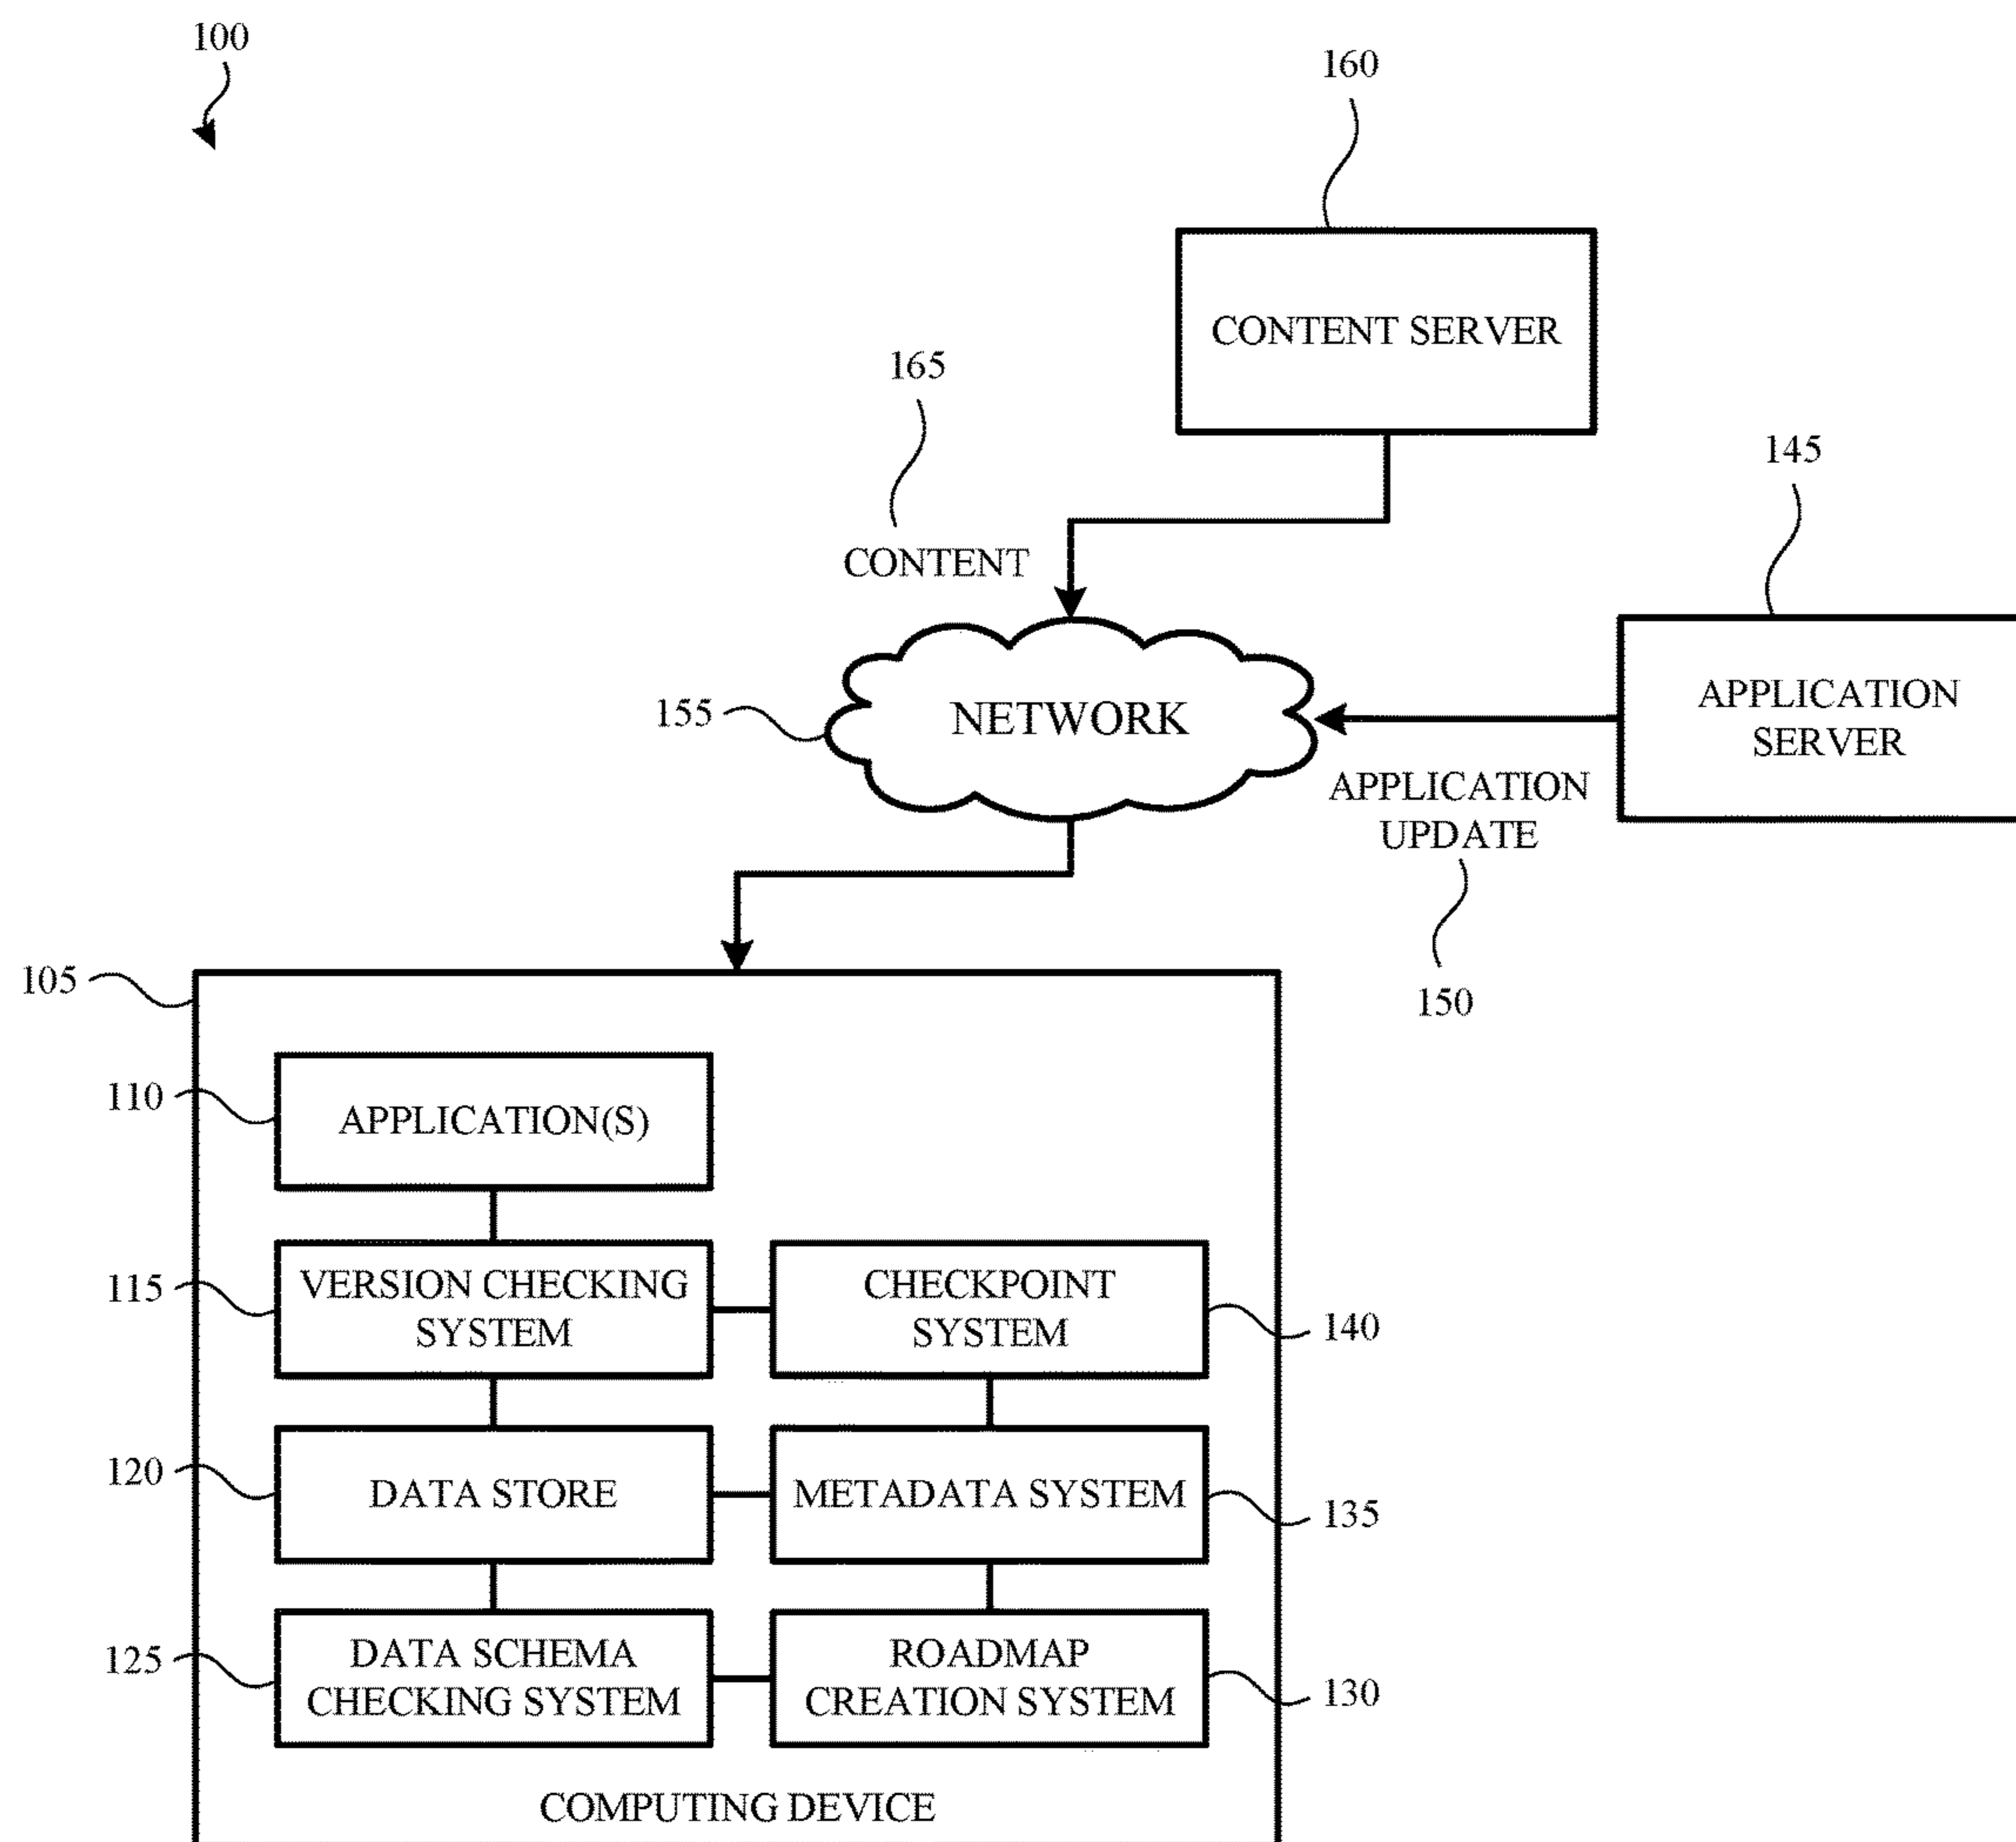 100
160
CONTENT SERVER
165
145
CONTENT
155
NETWORK
APPLICATION
SERVER
APPLICATION
UPDATE
150
105
110
APPLICATION(S)
115
VERSION CHECKING
SYSTEM
CHECKPOINT
SYSTEM
140
120
DATA STORE
METADATA SYSTEM
135
125
DATA SCHEMA
CHECKING SYSTEM
ROADMAP
CREATION SYSTEM
130
COMPUTING DEVICE